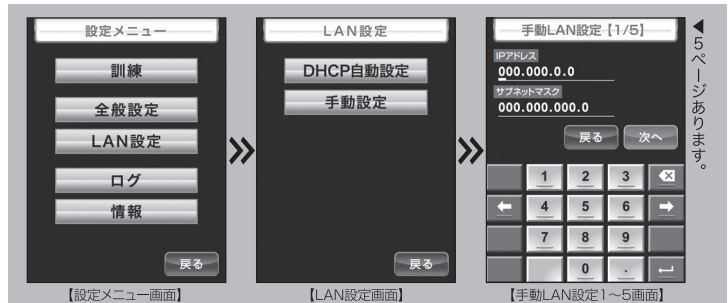 設定メニュー
訓練
全般設定
LAN設定
ログ
情報
戻る
【設定メニュー画面】
LAN設定
DHCP自動設定
手動設定
戻る
【LAN設定画面】
手動LAN設定【1/5】
IPアドレス
000.000.0.0
サブネットマスク
000.000.000.0
戻る 次へ
1 2 3
4 5 6
7 8 9
0 .
【手動LAN設定1〜5画面】
◀5ページあります。